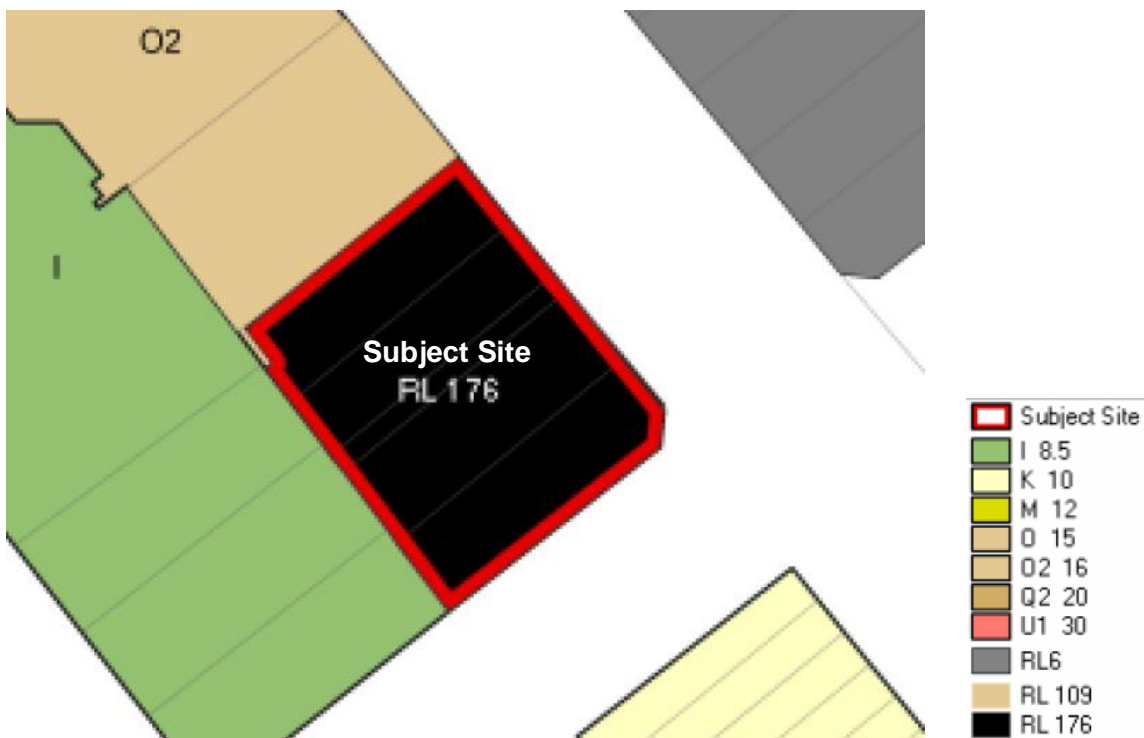 O2
I
Subject Site
RL 176
Subject Site
I 8.5
K 10
M 12
O 15
O2 16
Q2 20
U1 30
RL6
RL 109
RL 176